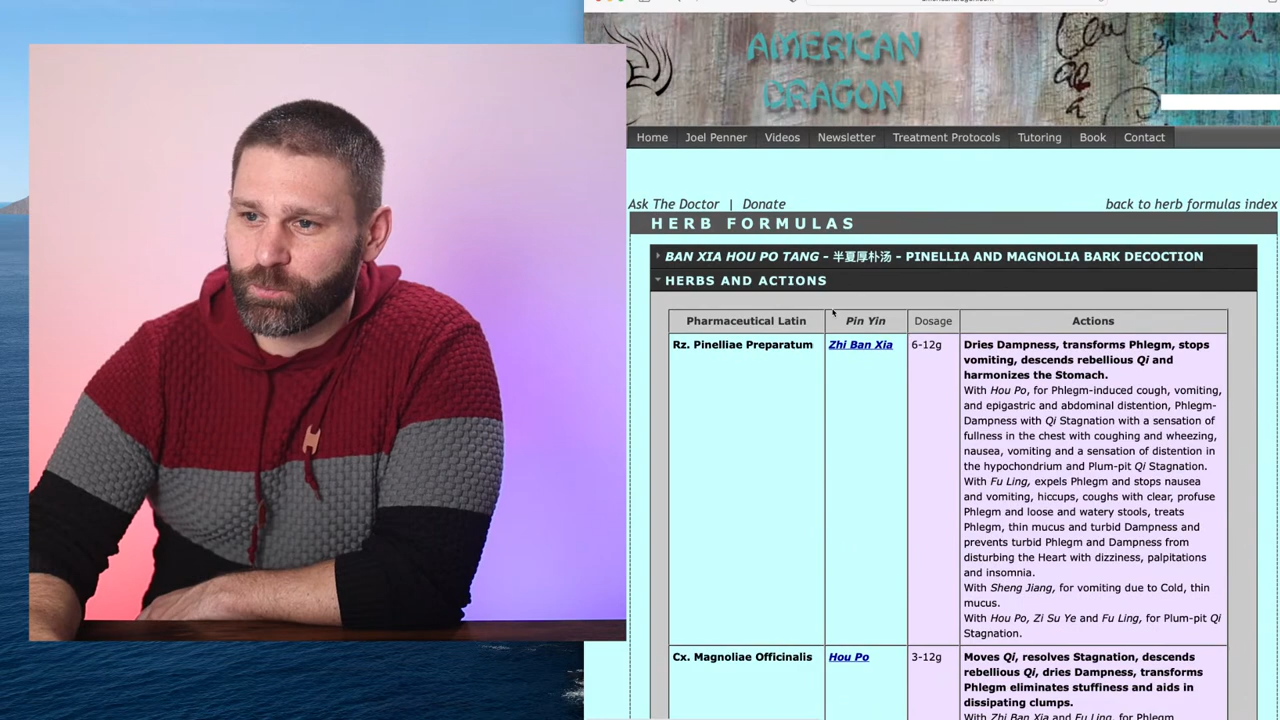 AMERICAN
DRAGON
Home Joel Penner Videos Newsletter Treatment Protocols Tutoring Book Contact
Ask The Doctor | Donate back to herb formulas index
HERB FORMULAS
BAN XIA HOU PO TANG - 半夏厚朴汤 - PINELLIA AND MAGNOLIA BARK DECOCTION
HERBS AND ACTIONS
Pharmaceutical Latin Pin Yin Dosage Actions
Rz. Pinelliae Preparatum Zhi Ban Xia 6-12g Dries Dampness, transforms Phlegm, stops
vomiting, descends rebellious Qi and
harmonizes the Stomach.
With Hou Po, for Phlegm-induced cough, vomiting,
and epigastric and abdominal distention, Phlegm-
Dampness with Qi Stagnation with a sensation of
fullness in the chest with coughing and wheezing,
nausea, vomiting and a sensation of distention in
the hypochondrium and Plum-pit Qi Stagnation.
With Fu Ling, expels Phlegm and stops nausea
and vomiting, hiccups, coughs with clear, profuse
Phlegm and loose and watery stools, treats
Phlegm, thin mucus and turbid Dampness and
prevents turbid Phlegm and Dampness from
disturbing the Heart with dizziness, palpitations
and insomnia.
With Sheng Jiang, for vomiting due to Cold, thin
mucus.
With Hou Po, Zi Su Ye and Fu Ling, for Plum-pit Qi
Stagnation.
Cx. Magnoliae Officinalis Hou Po 3-12g Moves Qi, resolves Stagnation, descends
rebellious Qi, dries Dampness, transforms
Phlegm eliminates stuffiness and aids in
dissipating clumps.
With Zhi Ban Xia and Fu Ling, for Phlegm